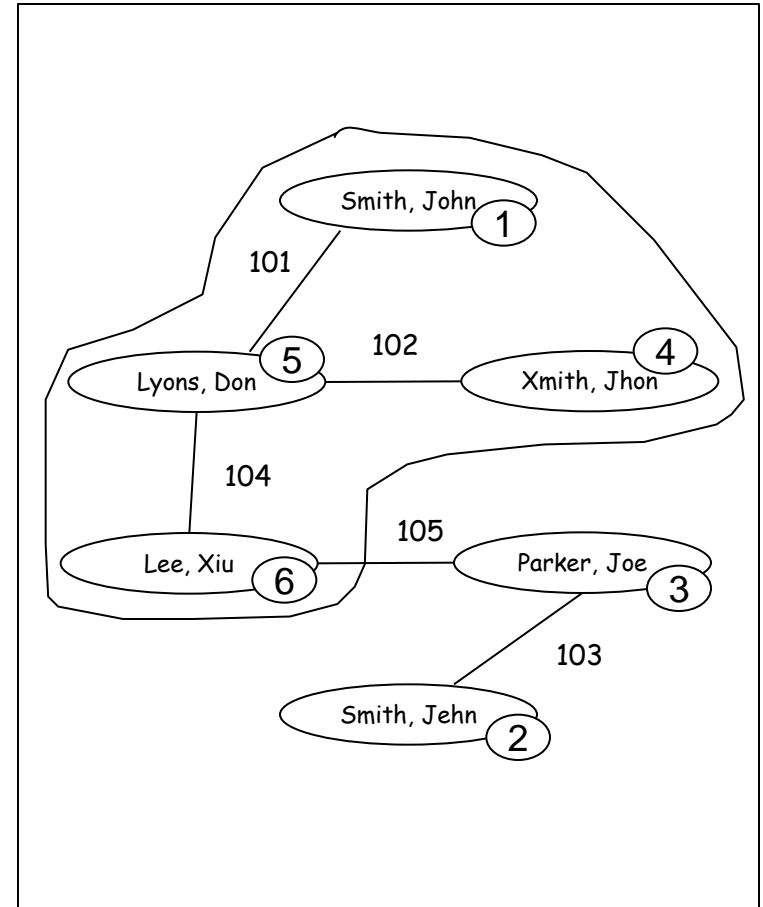 Smith, John
1
101
5
102
4
Lyons, Don
Xmith, Jhon
104
105
Lee, Xiu
6
Parker, Joe
3
103
Smith, Jehn
2